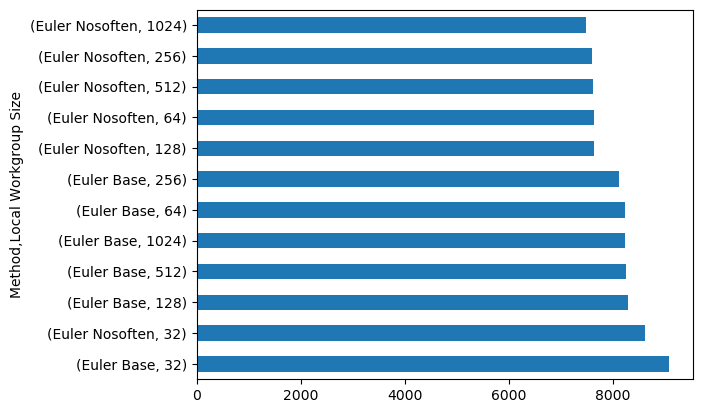 Method,Local Workgroup Size
(Euler Nosoften, 1024)
(Euler Nosoften, 256)
(Euler Nosoften, 512)
(Euler Nosoften, 64)
(Euler Nosoften, 128)
(Euler Base, 256)
(Euler Base, 64)
(Euler Base, 1024)
(Euler Base, 512)
(Euler Base, 128)
(Euler Nosoften, 32)
(Euler Base, 32)
0 2000 4000 6000 8000